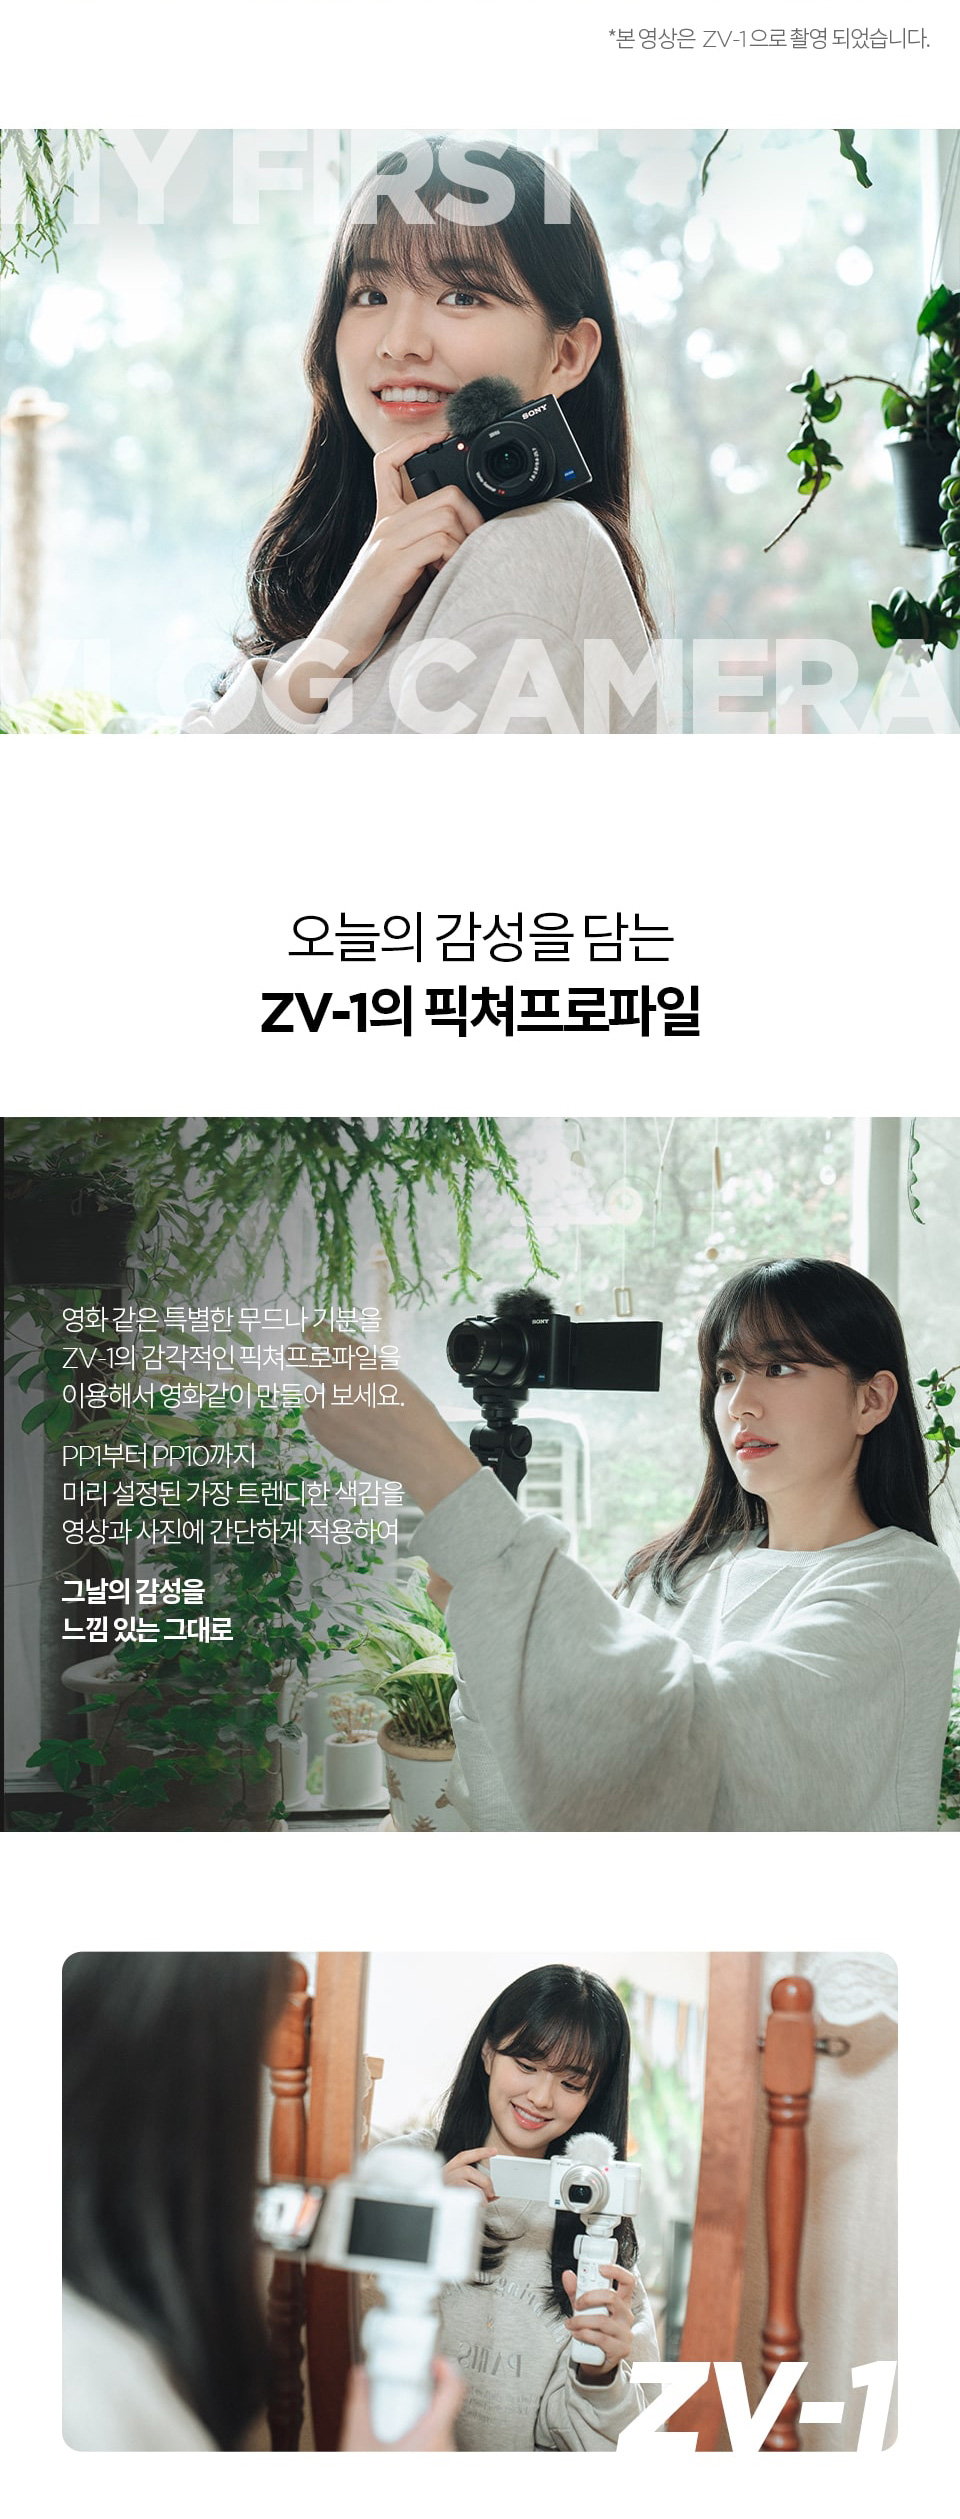 *본 영상은 ZV-1으로 촬영 되었습니다.
MY FIRST
SONY
VLOG CAMERA
오늘의 감성을 담는
ZV-1의 픽쳐프로파일
SONY
영화 같은 특별한 무드나 기분을
ZV-1의 감각적인 픽쳐프로파일을
이용해서 영화같이 만들어 보세요.
PP1부터 PP10까지
미리 설정된 가장 트렌디한 색감을
영상과 사진에 간단하게 적용하여
그날의 감성을
느낌 있는 그대로
PARIS
ZV-1